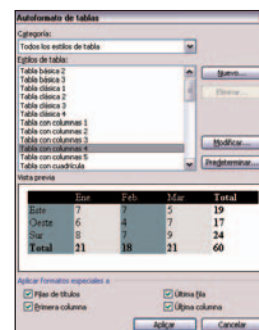 Autoformato de tablas
Categoría:
Todos los estilos de tabla
Estilos de tabla:
Tabla básica 2
Tabla básica 3
Tabla clásica 1
Tabla clásica 2
Tabla clásica 3
Tabla clásica 4
Tabla con columnas 1
Tabla con columnas 2
Tabla con columnas 3
Tabla con columnas 4
Tabla con columnas 5
Tabla con cuadrícula
Nuevo...
Eliminar...
Modificar...
Predeterminar...
Vista previa
Ene Feb Mar Total
Este 7 7 5 19
Oeste 6 4 7 17
Sur 8 7 9 24
Total 21 18 21 60
Aplicar formatos especiales a
Filas de títulos
Última fila
Primera columna
Última columna
Aplicar
Cancelar